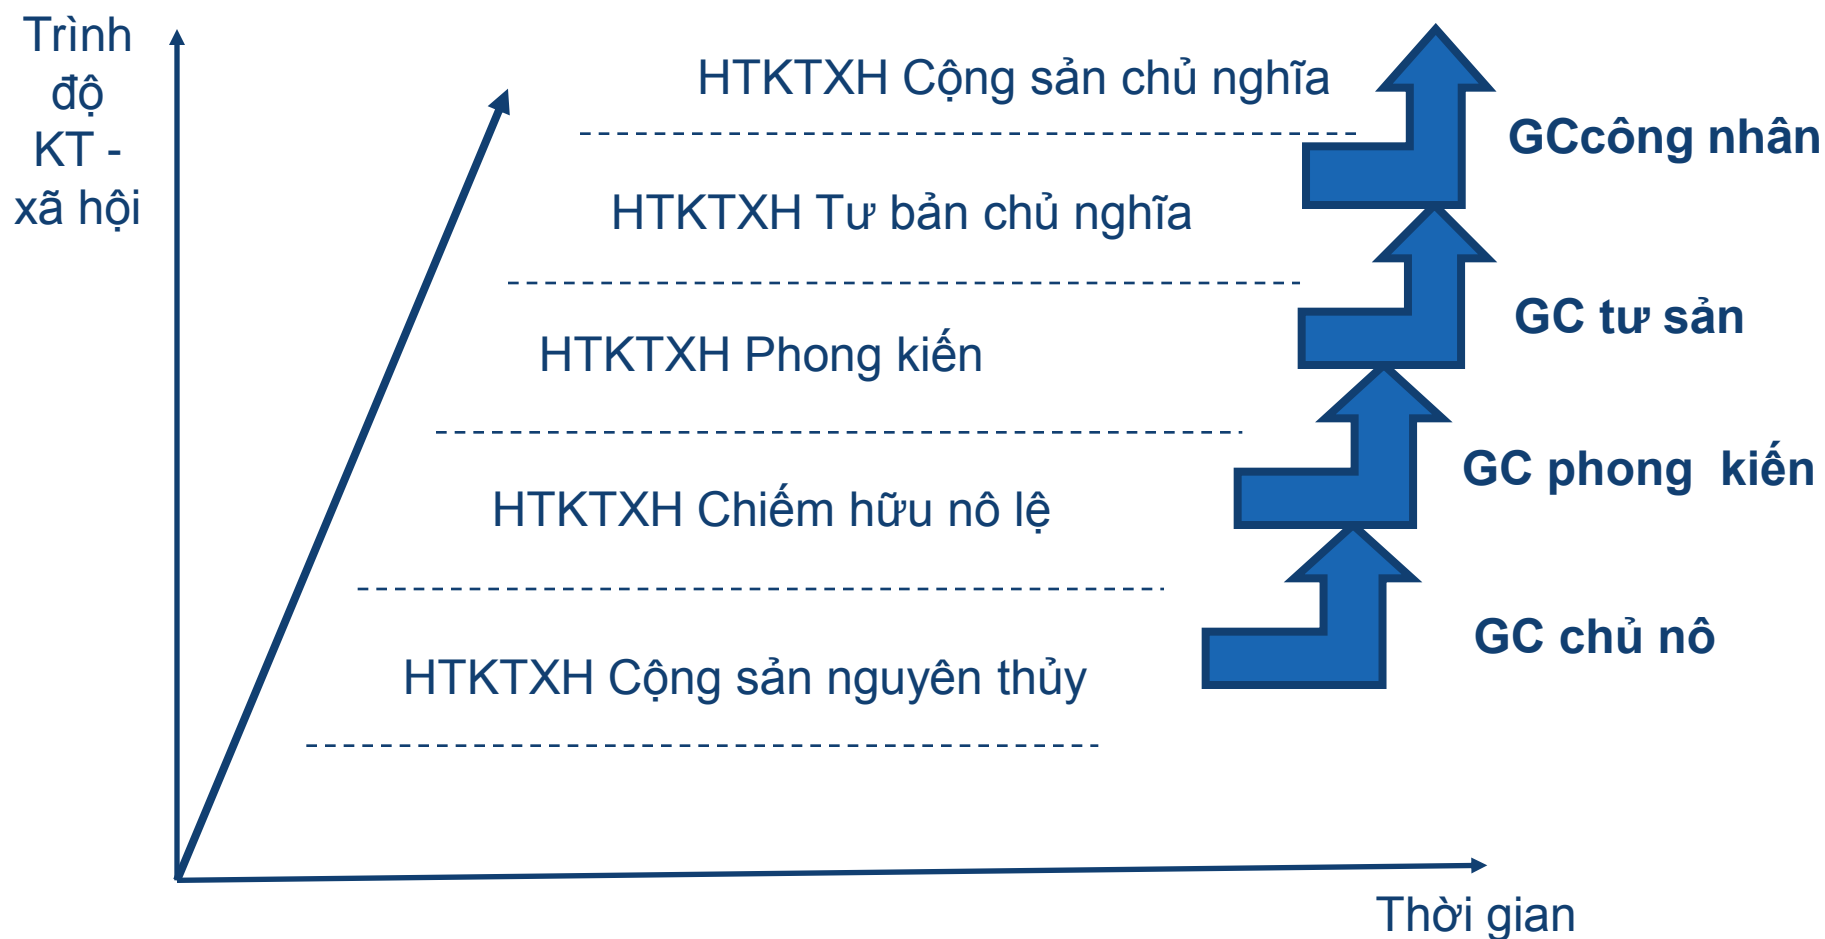 Trình
độ
KT -
xã hội
HTKTXH Cộng sản chủ nghĩa
GCcông nhân
HTKTXH Tư bản chủ nghĩa
GC tư sản
HTKTXH Phong kiến
GC phong  kiến
HTKTXH Chiếm hữu nô lệ
GC chủ nô
HTKTXH Cộng sản nguyên thủy
Thời gian